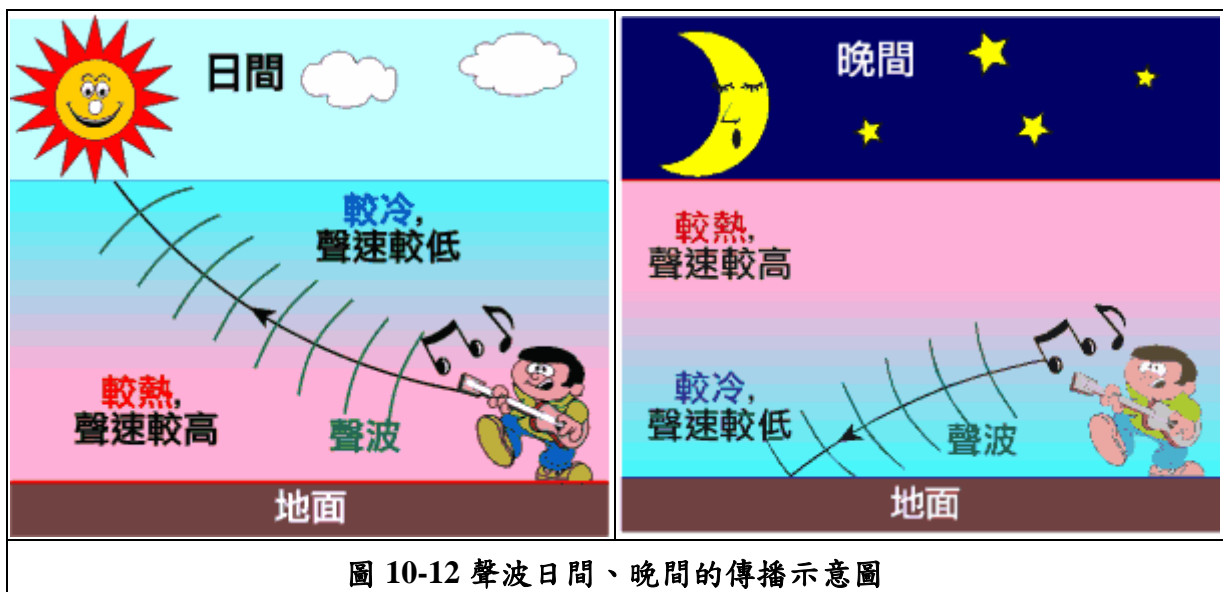 日間
較冷,
聲速較低
較熱,
聲速較高
聲波
地面
晚間
較熱,
聲速較高
較冷,
聲速較低
聲波
地面
圖 10-12 聲波日間、晚間的傳播示意圖